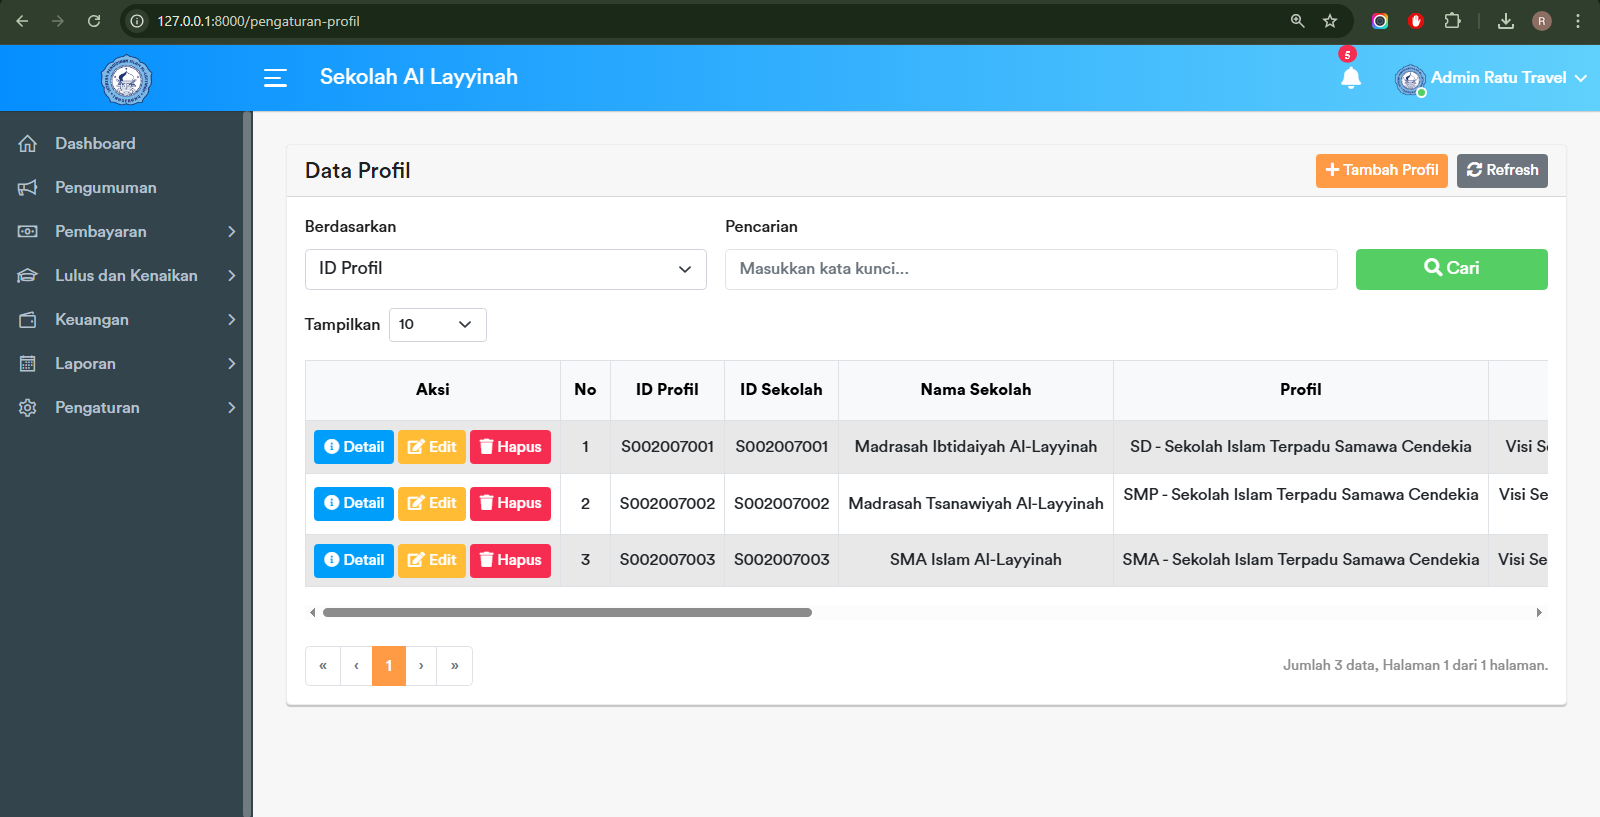 127.0.0.1:8000/pengaturan-profil
R
Sekolah Al Layyinah
5
Admin Ratu Travel
Dashboard
Pengumuman
Pembayaran
Lulus dan Kenaikan
Keuangan
Laporan
Pengaturan
Data Profil
Tambah Profil
Refresh
Berdasarkan
Pencarian
ID Profil
Masukkan kata kunci...
Cari
Tampilkan 10
Aksi No ID Profil ID Sekolah Nama Sekolah Profil
Detail Edit Hapus 1 S002007001 S002007001 Madrasah Ibtidaiyah Al-Layyinah SD - Sekolah Islam Terpadu Samawa Cendekia Visi S
Detail Edit Hapus 2 S002007002 S002007002 Madrasah Tsanawiyah Al-Layyinah SMP - Sekolah Islam Terpadu Samawa Cendekia Visi Se
Detail Edit Hapus 3 S002007003 S002007003 SMA Islam Al-Layyinah SMA - Sekolah Islam Terpadu Samawa Cendekia Visi Se
« ‹ 1 › »
Jumlah 3 data, Halaman 1 dari 1 halaman.